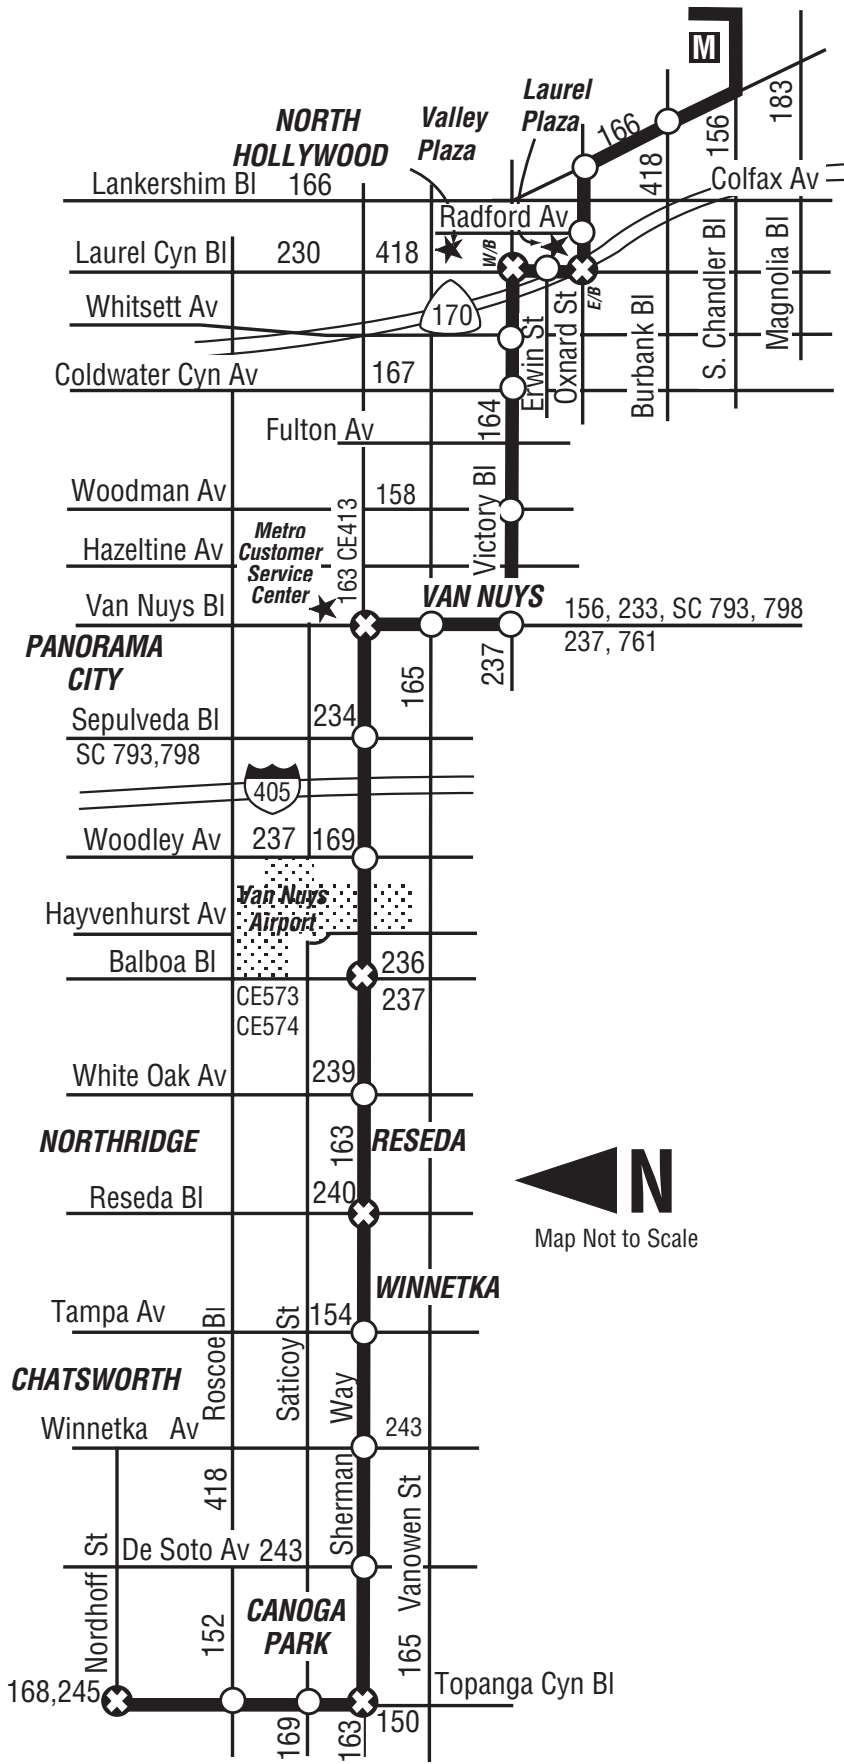 M
Laurel
Plaza
Valley
Plaza
NORTH
HOLLYWOOD
166
418
156
183
Lankershim Bl 166
Colfax Av
Radford Av
Laurel Cyn Bl 230 418
W/B
E/B
Whitsett Av
170
Erwin St
Oxnard St
Burbank Bl
S. Chandler Bl
Magnolia Bl
Coldwater Cyn Av 167
164
Fulton Av
Woodman Av 158
Victory Bl
163 CE413
Hazeltine Av
Metro
Customer
Service
Center
Van Nuys Bl
VAN NUYS
156, 233, SC 793, 798
237, 761
PANORAMA
CITY
165
237
Sepulveda Bl 234
SC 793,798
405
Woodley Av 237 169
Van Nuys
Airport
Hayvenhurst Av
Balboa Bl 236
237
CE573
CE574
White Oak Av 239
NORTHRIDGE
163
RESEDA
N
Map Not to Scale
Reseda Bl 240
WINNETKA
Tampa Av 154
Roscoe Bl
Saticoy St
Sherman Way
CHATSWORTH
Winnetka Av 243
418
Vanowen St
Nordhoff St
De Soto Av 243
CANOGA
PARK
152
165
168,245
Topanga Cyn Bl
150
169
163